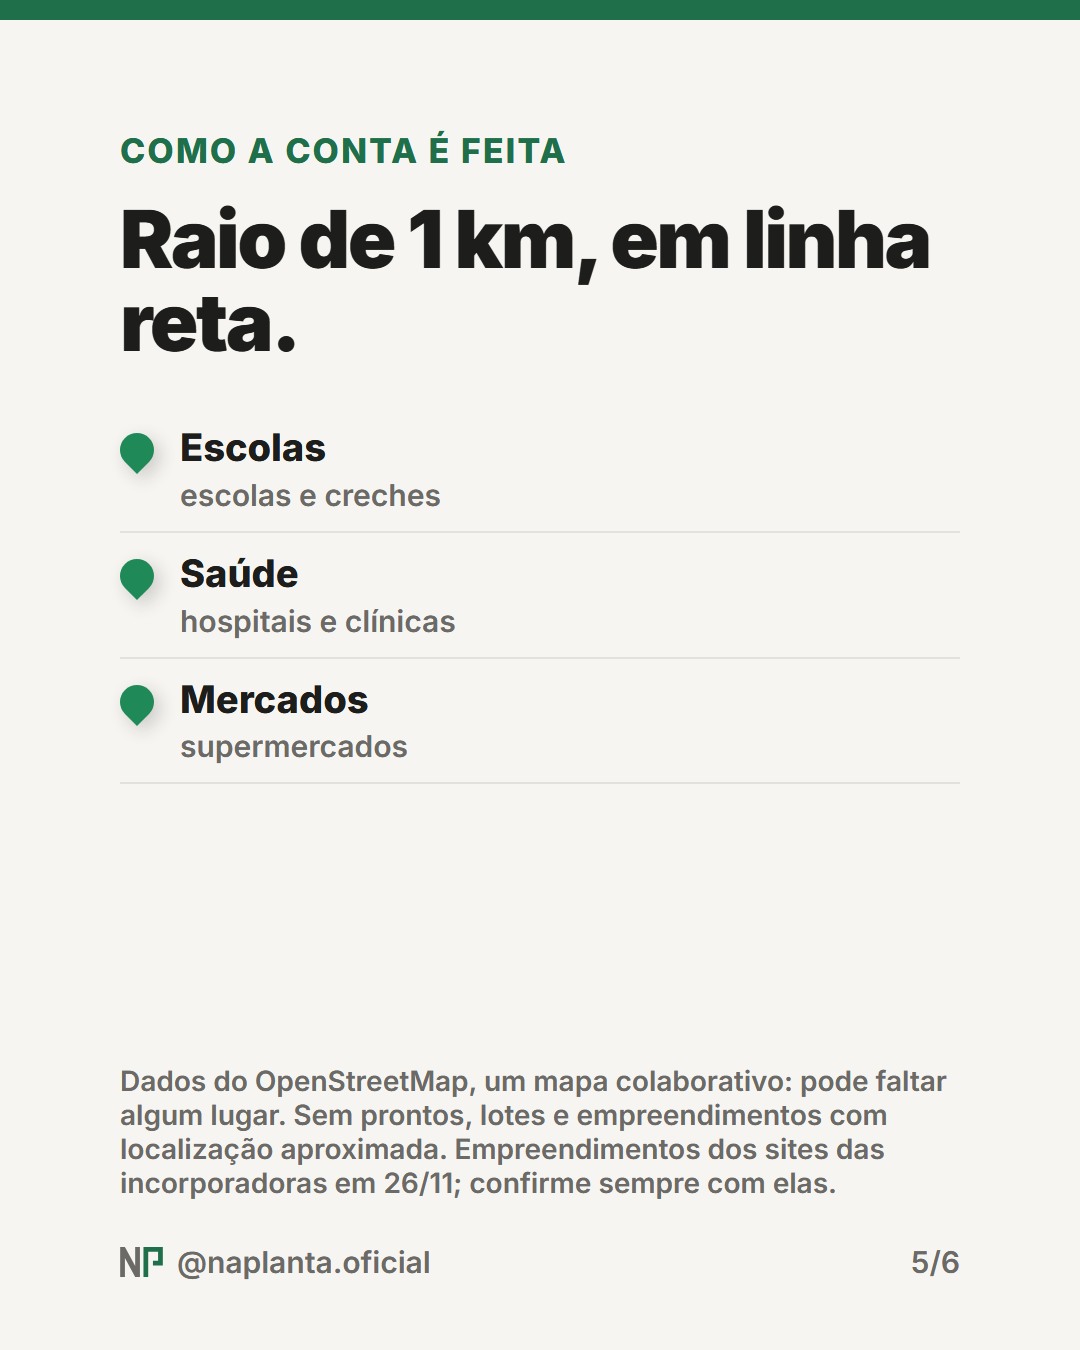 COMO A CONTA É FEITA
Raio de 1 km, em linha
reta.
Escolas
escolas e creches
Saúde
hospitais e clínicas
Mercados
supermercados
Dados do OpenStreetMap, um mapa colaborativo: pode faltar
algum lugar. Sem prontos, lotes e empreendimentos com
localização aproximada. Empreendimentos dos sites das
incorporadoras em 26/11; confirme sempre com elas.
NP @naplanta.oficial
5/6